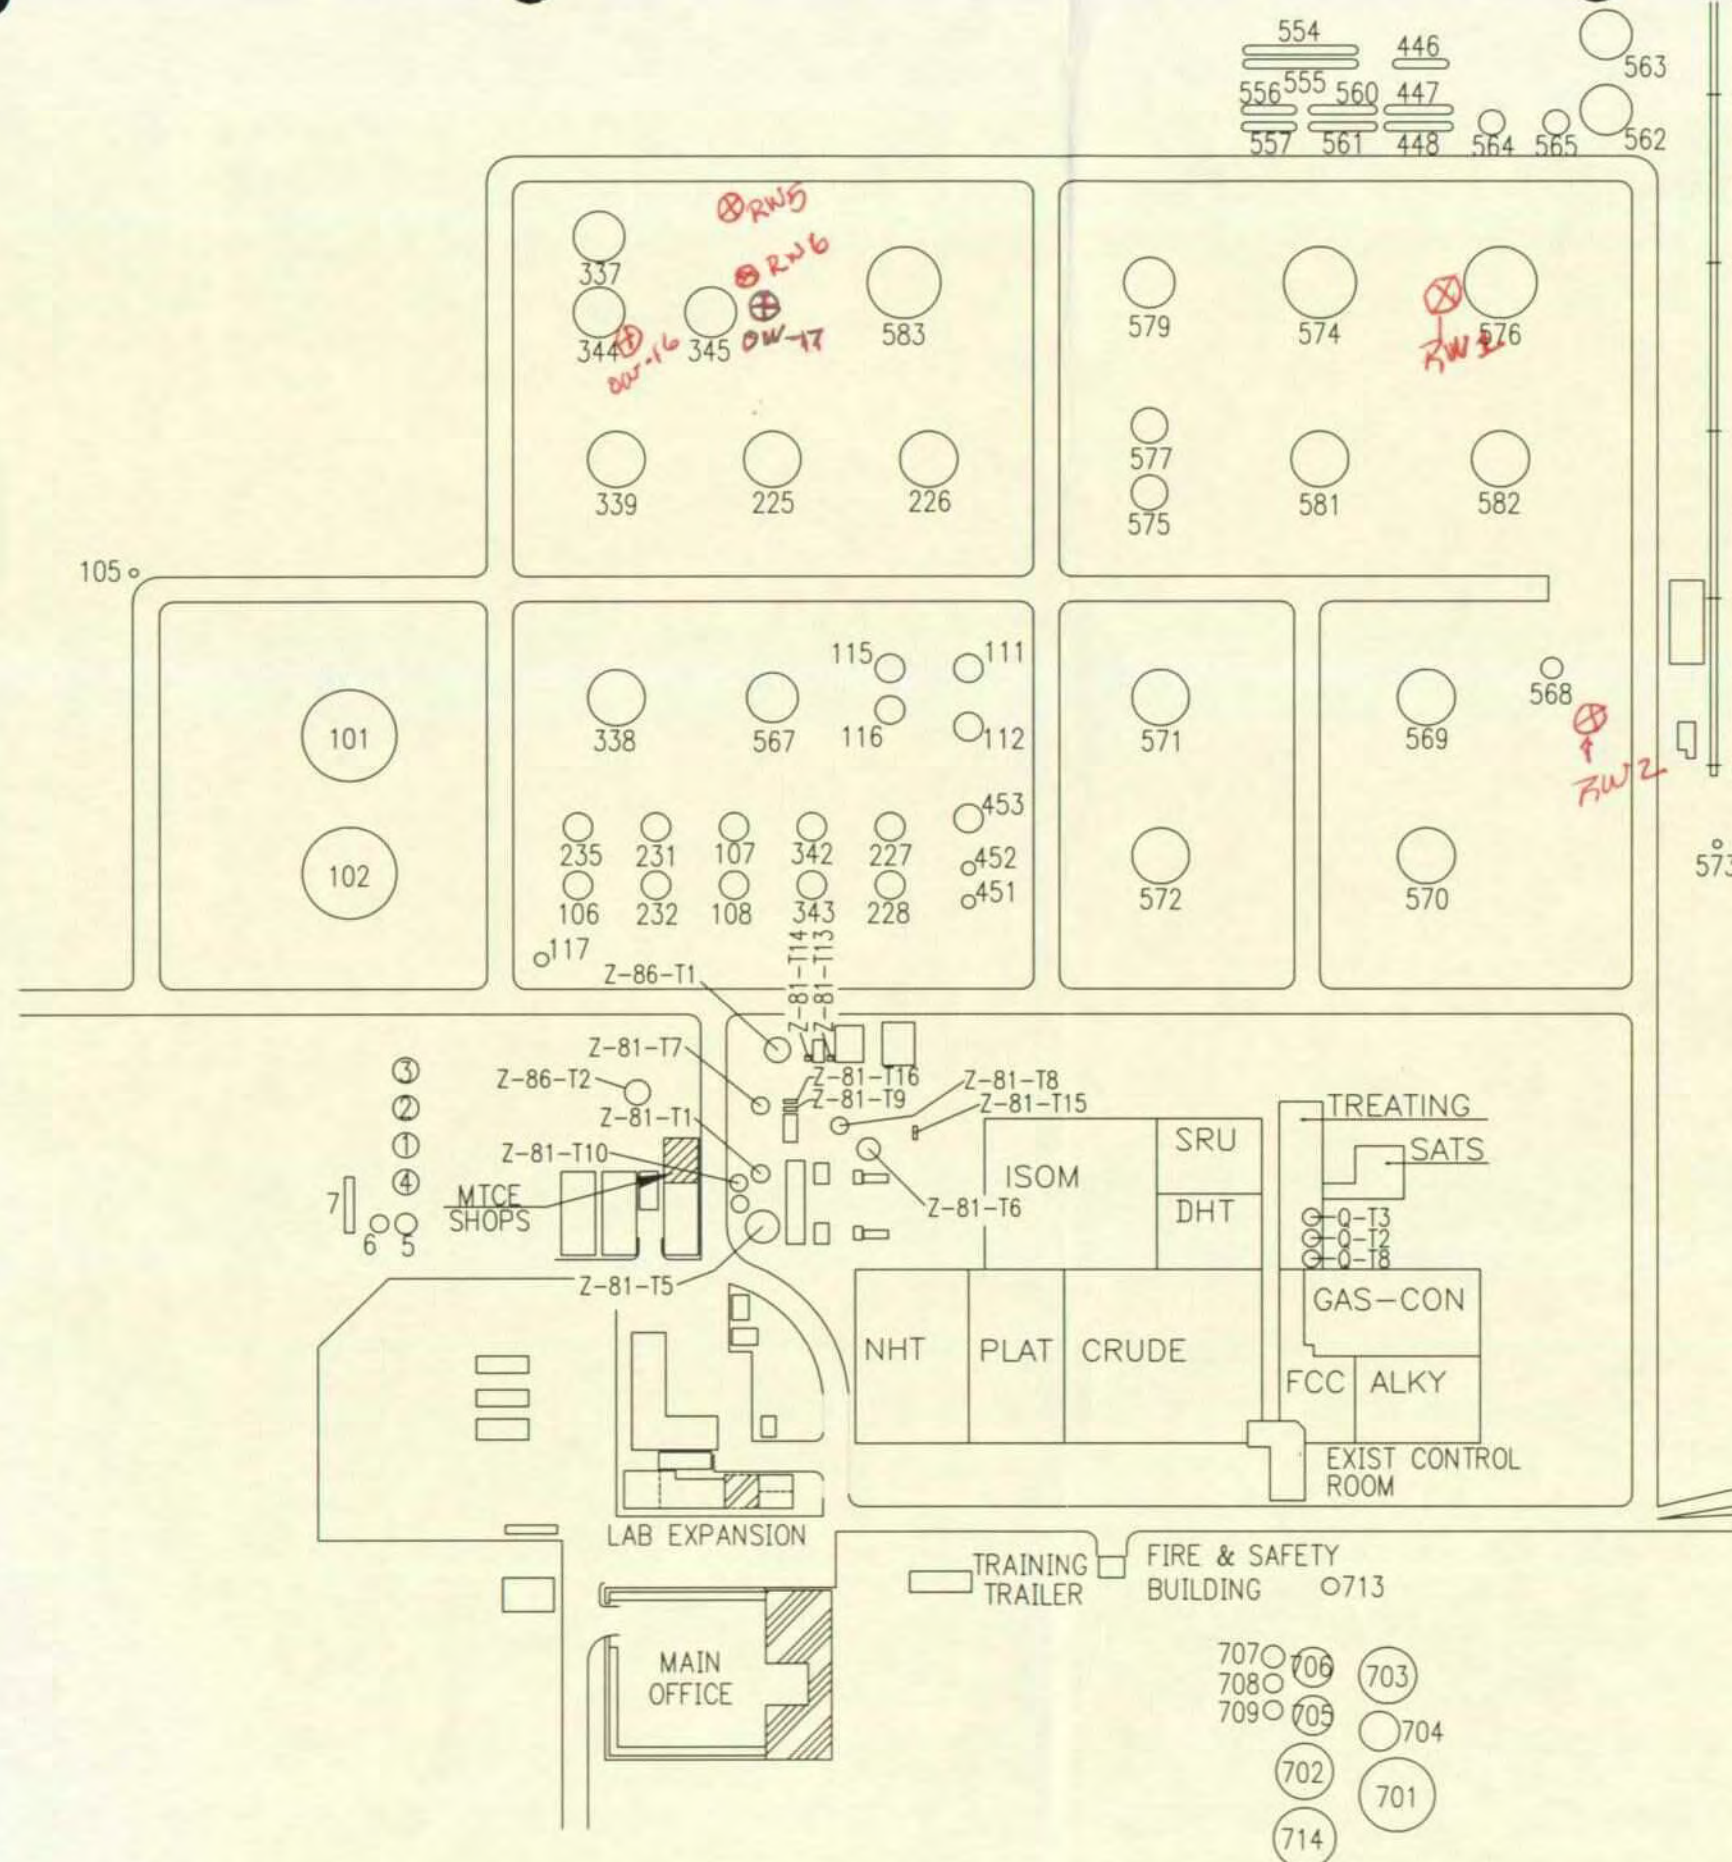 554
446
563
556 555 560 447
557 561 448 564 565 562
RW5
RW6
337
344 345 OW-17 583 579 574 576
OW-16
RW1
577
339 225 226 575 581 582
105
115 111
568
101 338 567 116 112 571 569
RW2
453
235 231 107 342 227 452
573
102 106 232 108 343 228 451 572 570
117
Z-86-T1
Z-81-T14
Z-81-T13
Z-81-T7
3
Z-86-T2
Z-81-T16
Z-81-T8
2
Z-81-T9
Z-81-T15
Z-81-T1
TREATING
1
Z-81-T10
ISOM
SRU
SATS
4
7
MTCE
SHOPS
Z-81-T6
DHT
Q-T3
6 5
Q-T2
Q-T8
Z-81-T5
GAS-CON
NHT PLAT CRUDE
FCC ALKY
EXIST CONTROL
ROOM
LAB EXPANSION
TRAINING
TRAILER
FIRE & SAFETY
BUILDING
713
MAIN
OFFICE
707 706 703
708
709 705 704
702
701
714